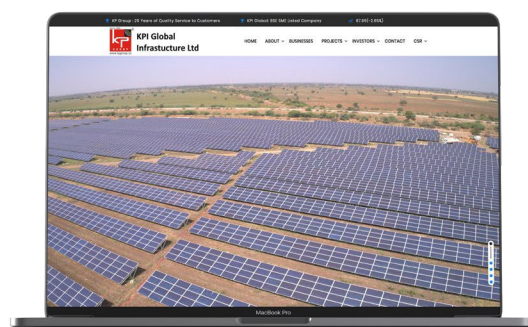 KP Group - 25 Years of Quality Service to Customers
KPI Global BSE SME Listed Company
KPI Global
Infrastucture Ltd
HOME ABOUT BUSINESSES PROJECTS INVESTORS CONTACT CSR
MacBook Pro